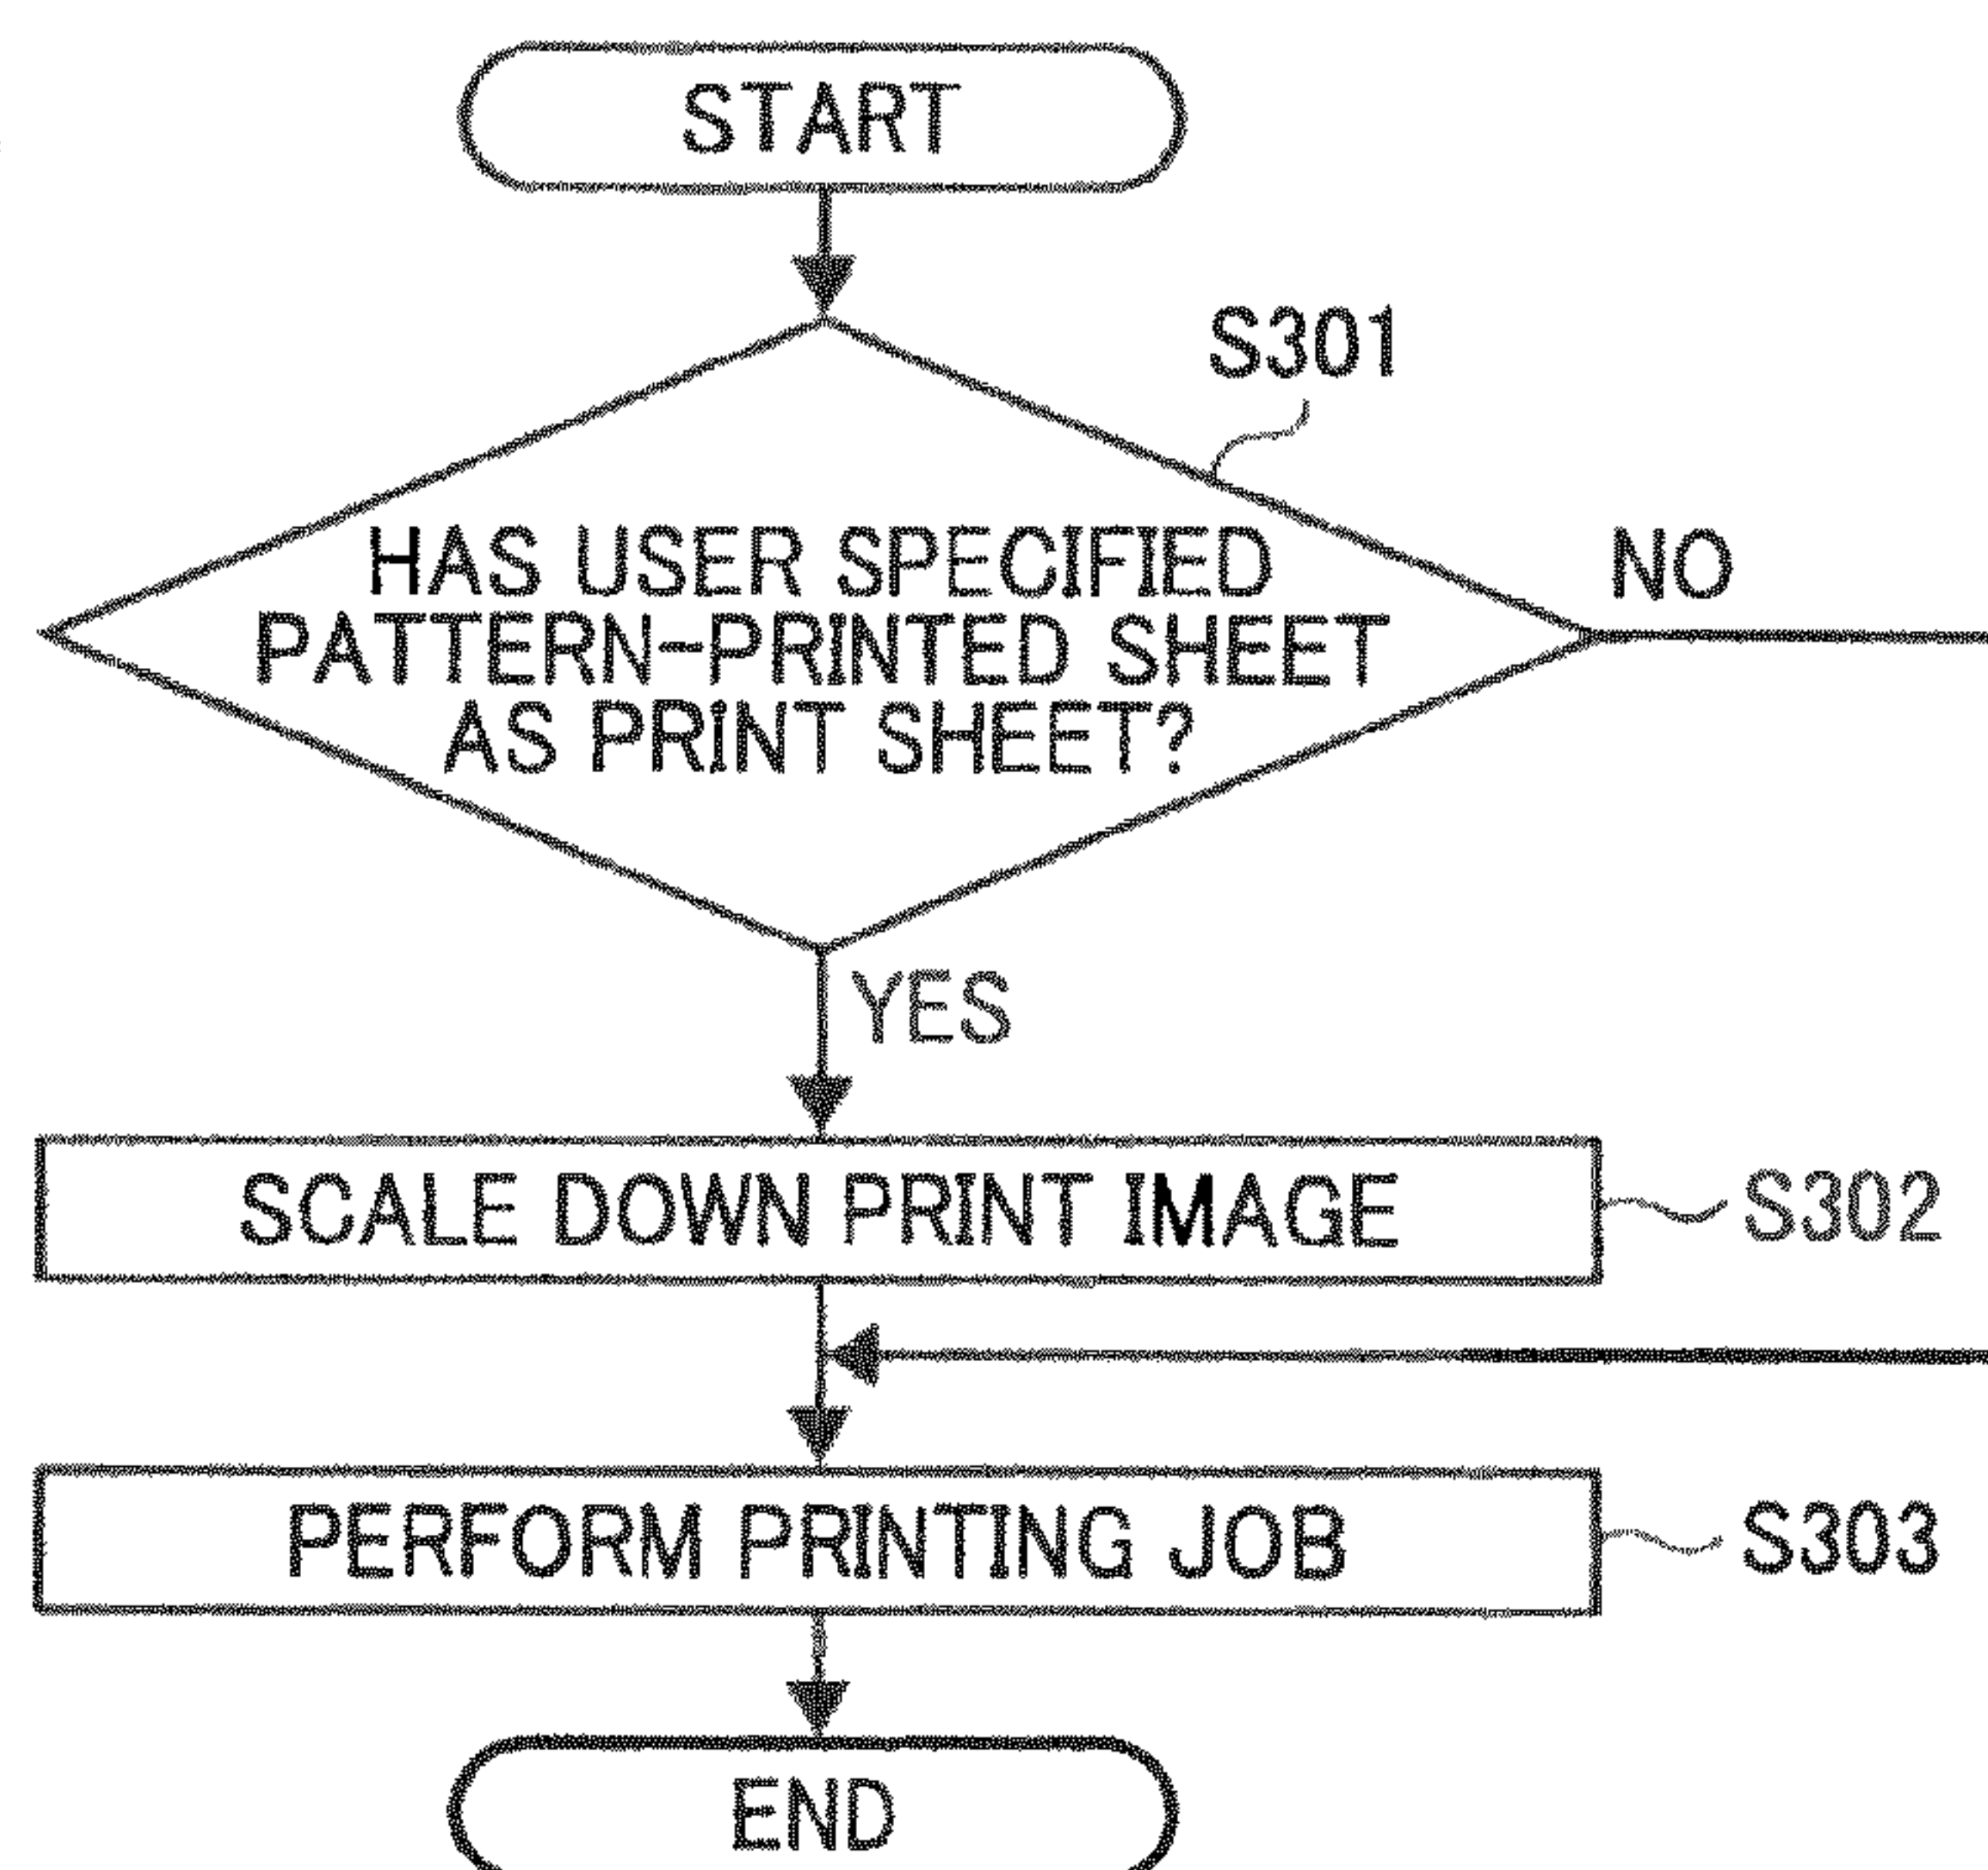 START
S301
HAS USER SPECIFIED
PATTERN-PRINTED SHEET
AS PRINT SHEET?
NO
YES
SCALE DOWN PRINT IMAGE
S302
PERFORM PRINTING JOB
S303
END